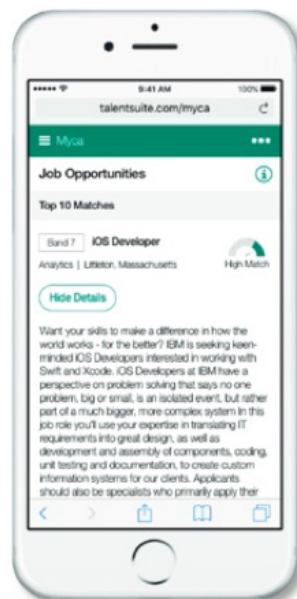 9:41 AM 100%
talentsuite.com/myca
Myca
Job Opportunities
Top 10 Matches
Band 7 iOS Developer
Analytics | Littleton, Massachusetts High Match
Hide Details
Want your skills to make a difference in how the
world works - for the better? IBM is seeking keen-
minded iOS Developers interested in working with
Swift and Xcode. iOS Developers at IBM have a
perspective on problem solving that says no one
problem, big or small, is an isolated event, but rather
part of a much bigger, more complex system In this
job role you'll use your expertise in translating IT
requirements into great design, as well as
development and assembly of components, coding,
unit testing and documentation, to create custom
information systems for our clients. Applicants
should also be specialists who primarily apply their